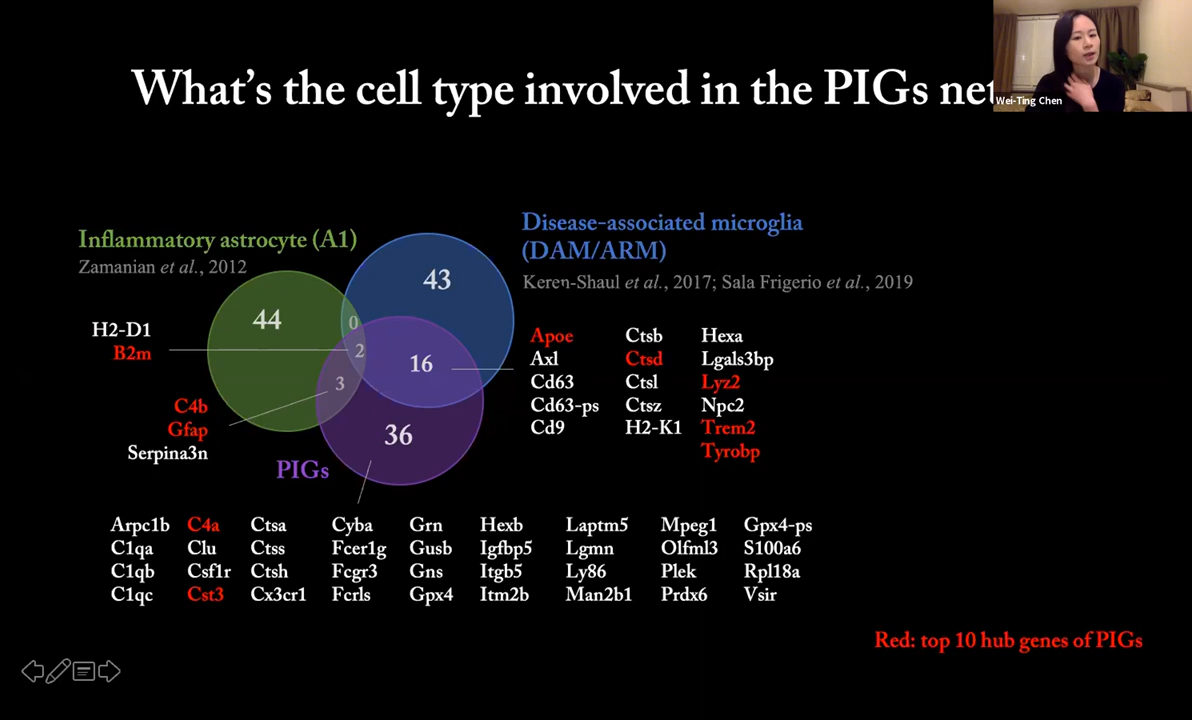 What's the cell type involved in the PIGs net
Wei-Ting Chen
Inflammatory astrocyte (A1)
Zamanian et al., 2012
Disease-associated microglia
(DAM/ARM)
Keren-Shaul et al., 2017; Sala Frigerio et al., 2019
44
43
0
2
3
16
36
H2-D1
B2m
C4b
Gfap
Serpina3n
PIGs
Apoe Ctsb Hexa
Axl Ctsd Lgals3bp
Cd63 Ctsl Lyz2
Cd63-ps Ctsz Npc2
Cd9 H2-K1 Trem2
Tyrobp
Arpc1b C4a Ctsa Cyba Grn Hexb Laptm5 Mpeg1 Gpx4-ps
C1qa Clu Ctss Fcer1g Gusb Igfbp5 Lgmn Olfml3 S100a6
C1qb Csf1r Ctsh Fcgr3 Gns Itgb5 Ly86 Plek Rpl18a
C1qc Cst3 Cx3cr1 Fcrls Gpx4 Itm2b Man2b1 Prdx6 Vsir
Red: top 10 hub genes of PIGs